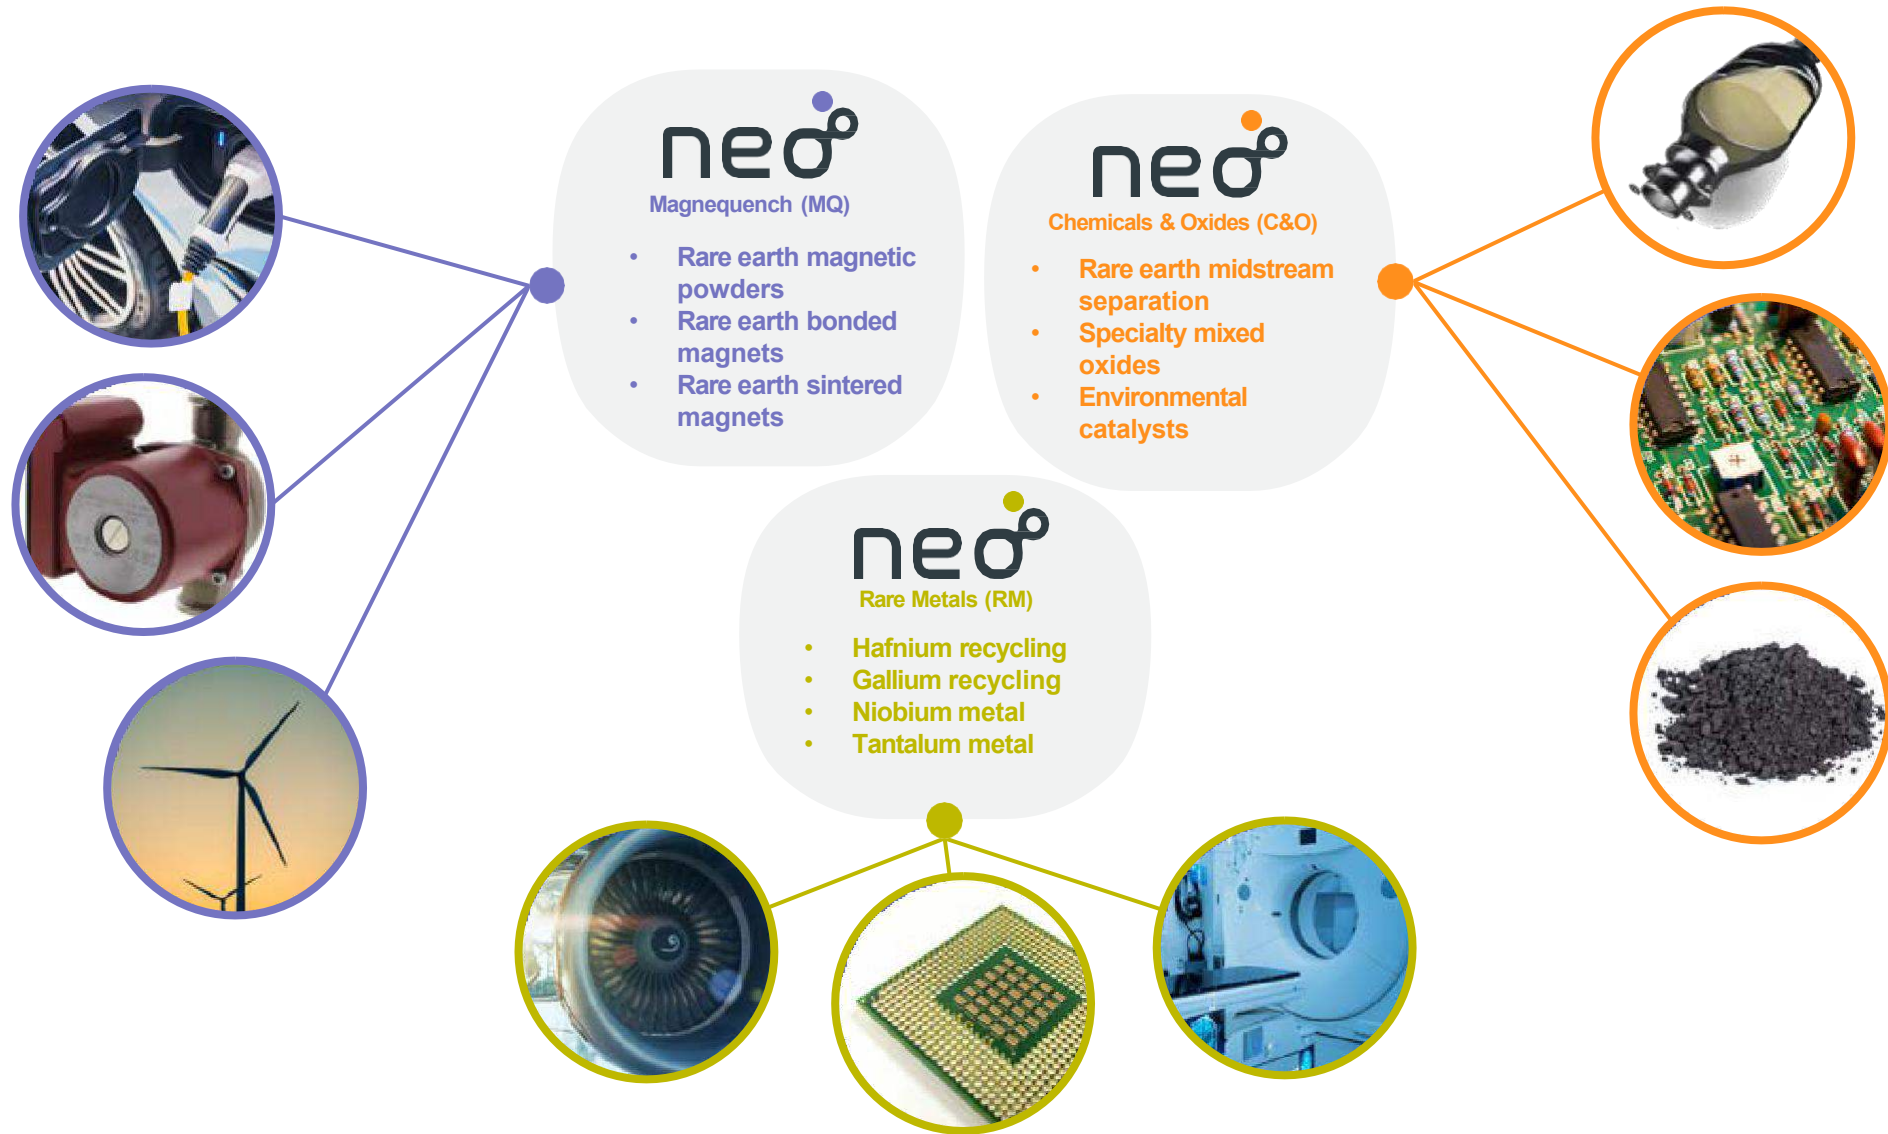 neo
Magnequench (MQ)
• Rare earth magnetic
powders
• Rare earth bonded
magnets
• Rare earth sintered
magnets
neo
Chemicals & Oxides (C&O)
• Rare earth midstream
separation
• Specialty mixed
oxides
• Environmental
catalysts
neo
Rare Metals (RM)
• Hafnium recycling
• Gallium recycling
• Niobium metal
• Tantalum metal